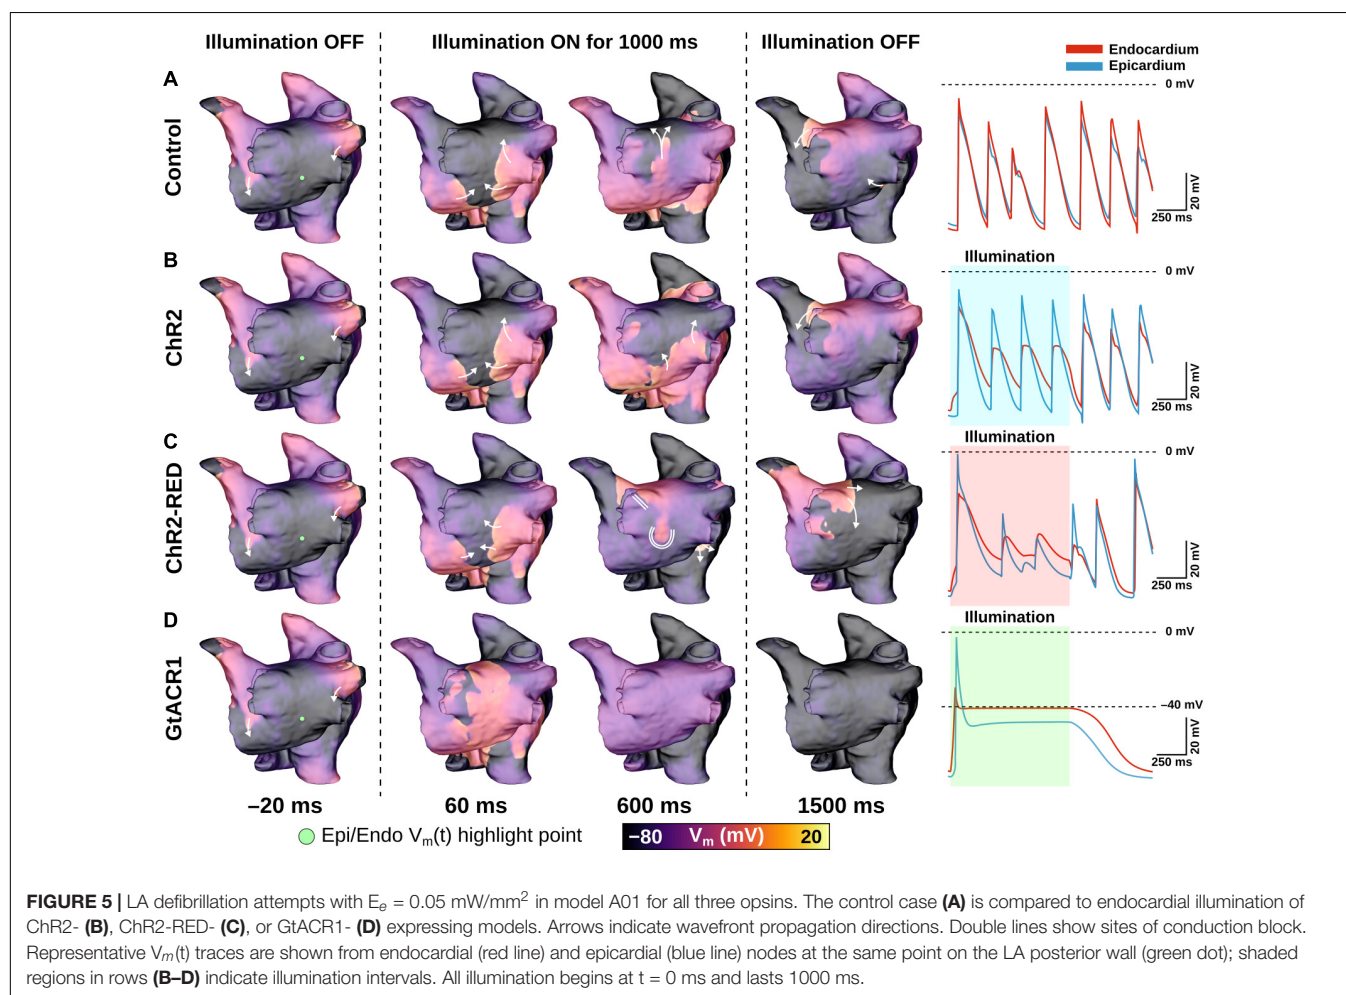 Illumination OFF
Illumination ON for 1000 ms
Illumination OFF
Endocardium
Epicardium
A
Control
0 mV
20 mV
250 ms
B
ChR2
Illumination
0 mV
20 mV
250 ms
C
ChR2-RED
Illumination
0 mV
20 mV
250 ms
D
GtACR1
Illumination
0 mV
−40 mV
20 mV
250 ms
−20 ms
60 ms
600 ms
1500 ms
Epi/Endo Vm(t) highlight point
−80 Vm (mV) 20
FIGURE 5 | LA defibrillation attempts with Ee = 0.05 mW/mm² in model A01 for all three opsins. The control case (A) is compared to endocardial illumination of
ChR2- (B), ChR2-RED- (C), or GtACR1- (D) expressing models. Arrows indicate wavefront propagation directions. Double lines show sites of conduction block.
Representative Vm(t) traces are shown from endocardial (red line) and epicardial (blue line) nodes at the same point on the LA posterior wall (green dot); shaded
regions in rows (B–D) indicate illumination intervals. All illumination begins at t = 0 ms and lasts 1000 ms.